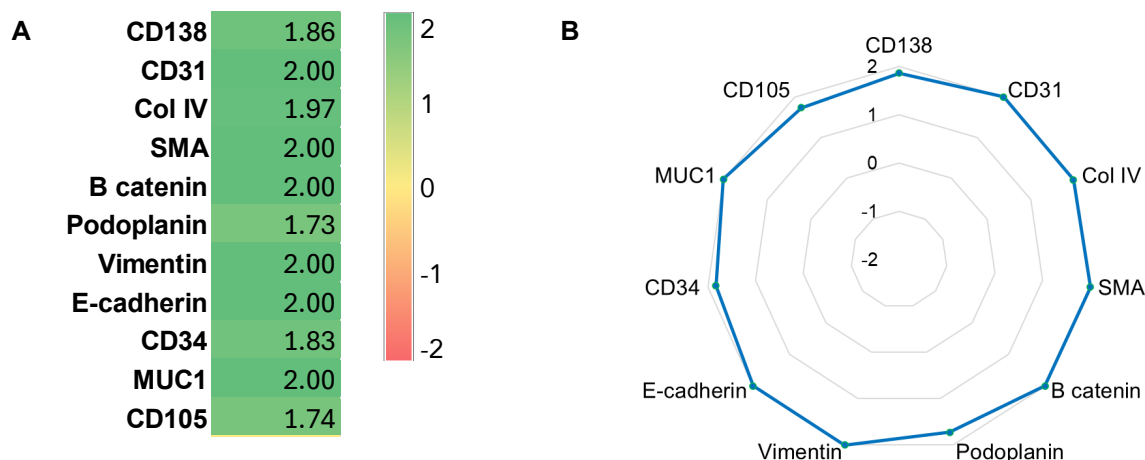 A
CD138 1.86
CD31 2.00
Col IV 1.97
SMA 2.00
B catenin 2.00
Podoplanin 1.73
Vimentin 2.00
E-cadherin 2.00
CD34 1.83
MUC1 2.00
CD105 1.74
2
1
0
-1
-2
B
CD138
CD31
Col IV
SMA
B catenin
Podoplanin
Vimentin
E-cadherin
CD34
MUC1
CD105
2
1
0
-1
-2